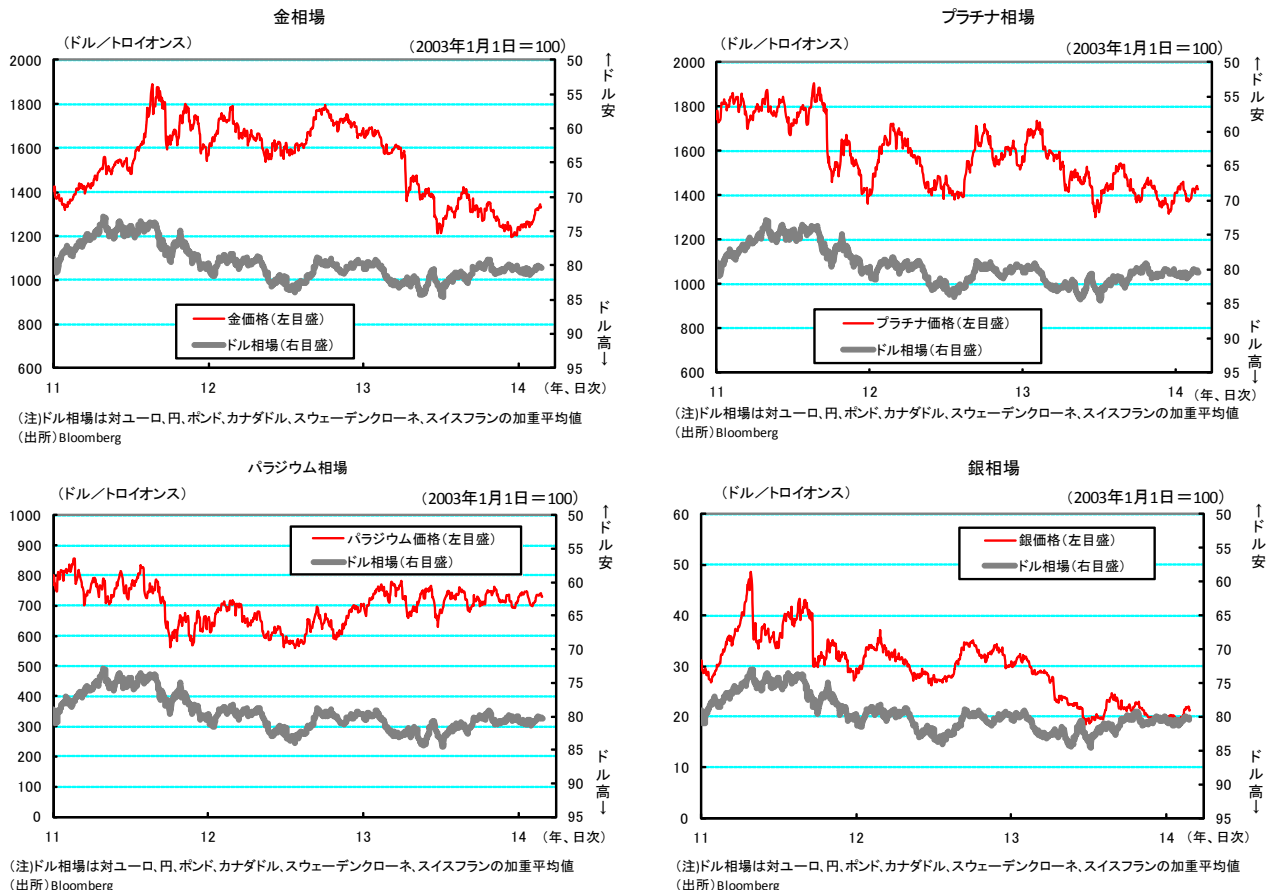 金相場
(ドル/トロイオンス)
(2003年1月1日=100)
2000
1800
1600
1400
1200
1000
800
600
50
55
60
65
70
75
80
85
90
95
↑ドル安
ドル高↓
金価格(左目盛)
ドル相場(右目盛)
11 12 13 14 (年、日次)
(注)ドル相場は対ユーロ、円、ポンド、カナダドル、スウェーデンクローネ、スイスフランの加重平均値
(出所)Bloomberg
プラチナ相場
(ドル/トロイオンス)
(2003年1月1日=100)
2000
1800
1600
1400
1200
1000
800
600
50
55
60
65
70
75
80
85
90
95
↑ドル安
ドル高↓
プラチナ価格(左目盛)
ドル相場(右目盛)
11 12 13 14 (年、日次)
(注)ドル相場は対ユーロ、円、ポンド、カナダドル、スウェーデンクローネ、スイスフランの加重平均値
(出所)Bloomberg
パラジウム相場
(ドル/トロイオンス)
(2003年1月1日=100)
1000
900
800
700
600
500
400
300
200
100
0
50
55
60
65
70
75
80
85
90
95
↑ドル安
ドル高↓
パラジウム価格(左目盛)
ドル相場(右目盛)
11 12 13 14 (年、日次)
(注)ドル相場は対ユーロ、円、ポンド、カナダドル、スウェーデンクローネ、スイスフランの加重平均値
(出所)Bloomberg
銀相場
(ドル/トロイオンス)
(2003年1月1日=100)
60
50
40
30
20
10
0
50
55
60
65
70
75
80
85
90
95
↑ドル安
ドル高↓
銀価格(左目盛)
ドル相場(右目盛)
11 12 13 14 (年、日次)
(注)ドル相場は対ユーロ、円、ポンド、カナダドル、スウェーデンクローネ、スイスフランの加重平均値
(出所)Bloomberg